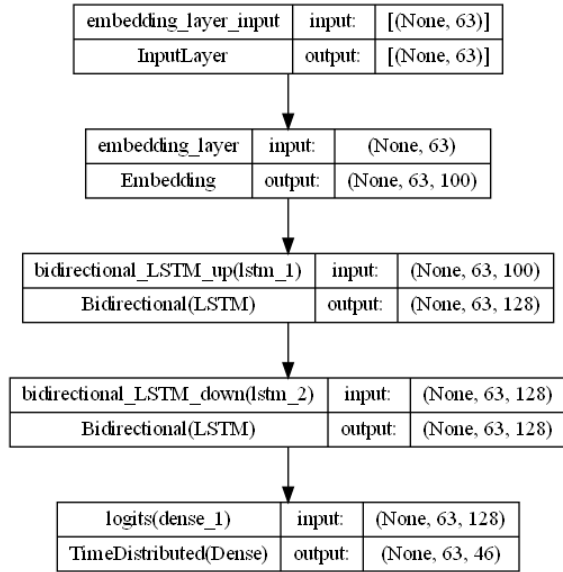 embedding_layer_input input: [(None, 63)]
InputLayer output: [(None, 63)]
embedding_layer input: (None, 63)
Embedding output: (None, 63, 100)
bidirectional_LSTM_up(lstm_1) input: (None, 63, 100)
Bidirectional(LSTM) output: (None, 63, 128)
bidirectional_LSTM_down(lstm_2) input: (None, 63, 128)
Bidirectional(LSTM) output: (None, 63, 128)
logits(dense_1) input: (None, 63, 128)
TimeDistributed(Dense) output: (None, 63, 46)